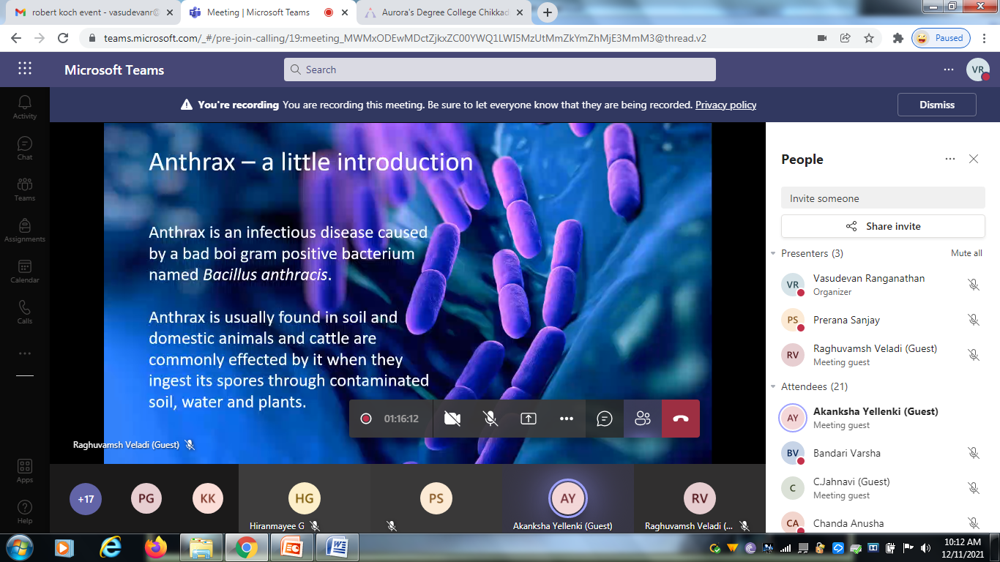 robert koch event - vasudevanr@
Meeting | Microsoft Teams
Aurora's Degree College Chikkad
teams.microsoft.com/_#/pre-join-calling/19:meeting_MWMxODEwMDctZjkxZC00YWQ1LWI5MzUtMmZkYmZhMjE3MmM3@thread.v2
Paused
Microsoft Teams
Search
VR
You're recording You are recording this meeting. Be sure to let everyone know that they are being recorded. Privacy policy
Dismiss
Activity
Chat
Teams
Assignments
Calendar
Calls
Apps
Help
Anthrax – a little introduction
Anthrax is an infectious disease caused
by a bad boi gram positive bacterium
named Bacillus anthracis.
Anthrax is usually found in soil and
domestic animals and cattle are
commonly effected by it when they
ingest its spores through contaminated
soil, water and plants.
01:16:12
Raghuvamsh Veladi (Guest)
+17
PG
KK
HG
Hiranmayee G
PS
AY
Akanksha Yellenki (Guest)
RV
Raghuvamsh Veladi (...
People
Invite someone
Share invite
Presenters (3)
Mute all
VR
Vasudevan Ranganathan
Organizer
PS
Prerana Sanjay
RV
Raghuvamsh Veladi (Guest)
Meeting guest
Attendees (21)
AY
Akanksha Yellenki (Guest)
Meeting guest
BV
Bandari Varsha
C
C.Jahnavi (Guest)
Meeting guest
CA
Chanda Anusha
10:12 AM
12/11/2021